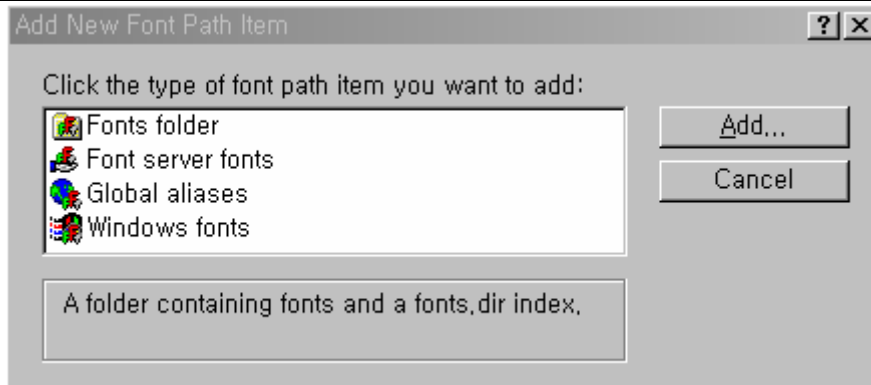 Add New Font Path Item
Click the type of font path item you want to add:
Fonts folder
Add...
Font server fonts
Cancel
Global aliases
Windows fonts
A folder containing fonts and a fonts.dir index.